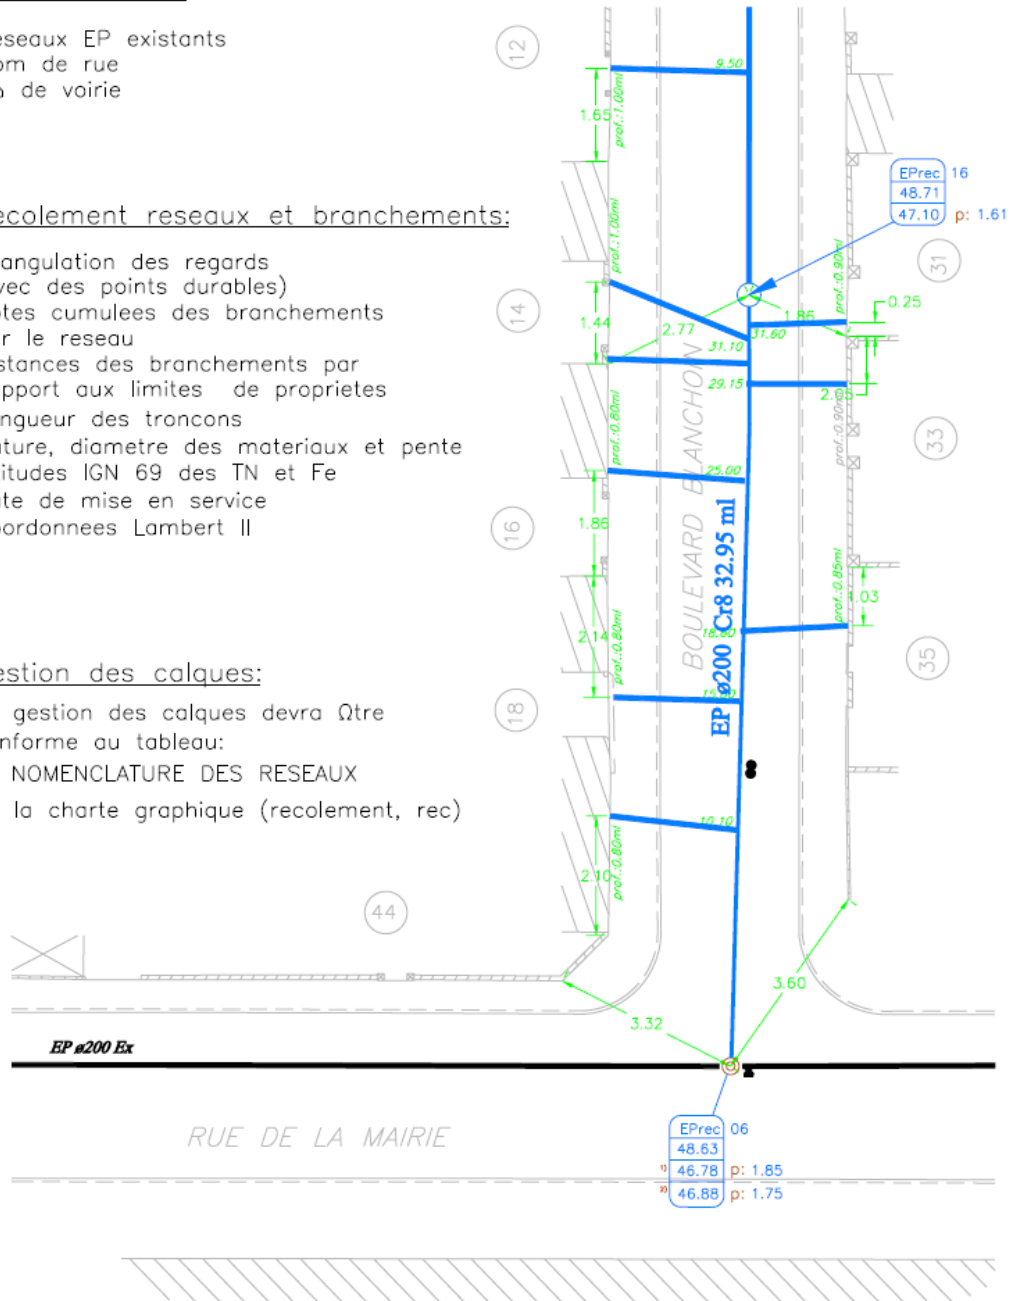 eseaux EP existants
om de rue
de voirie
ecolement reseaux et branchements:
angulation des regards
vec des points durables)
tes cumulees des branchements
r le reseau
stances des branchements par
pport aux limites de proprietes
ngueur des troncons
ture, diametre des materiaux et pente
itudes IGN 69 des TN et Fe
te de mise en service
ordonnees Lambert II
estion des calques:
gestion des calques devra Ωtre
nforme au tableau:
NOMENCLATURE DES RESEAUX
la charte graphique (recolement, rec)
12
9.50
1.65
prof.:1.00ml
EPrec 16
48.71
47.10 p: 1.61
prof.:1.00ml
prof.:0.90ml
31
14
1.44
2.77
1.86
0.25
31.60
31.10
29.15
2.05
prof.:0.80ml
prof.:0.90ml
33
25.00
16
1.86
BOULEVARD BLANCHOIN
EP ø200 Cr8 32.95 ml
prof.:0.85ml
1.03
18.60
2.14
prof.:0.80ml
35
18
10.10
2.10
prof.:0.80ml
44
3.60
3.32
EP ø200 Ex
RUE DE LA MAIRIE
EPrec 06
48.63
1) 46.78 p: 1.85
2) 46.88 p: 1.75